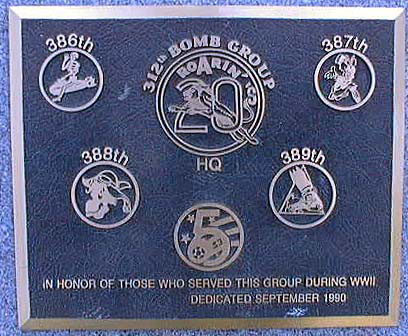 386th
312th BOMB GROUP
387th
ROARIN'
20
HQ
388th
389th
5
IN HONOR OF THOSE WHO SERVED THIS GROUP DURING WWII
DEDICATED SEPTEMBER 1990